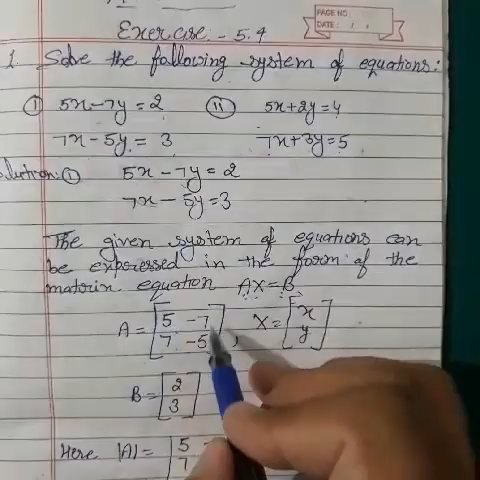 PAGE NO
DATE: / /
Exercise - 5.4
1. Solve the following system of equations:
(i) 5x-7y=2 (ii) 5x+2y=4
7x-5y=3 7x+3y=5
(i) 5x-7y=2
7x-5y=3
The given system of equations can
be expressed in the form of the
matrix equation AX=B
A= [5 -7 X= [x
7 -5], y]
B= [2
3]
Here |A|= |5
|7